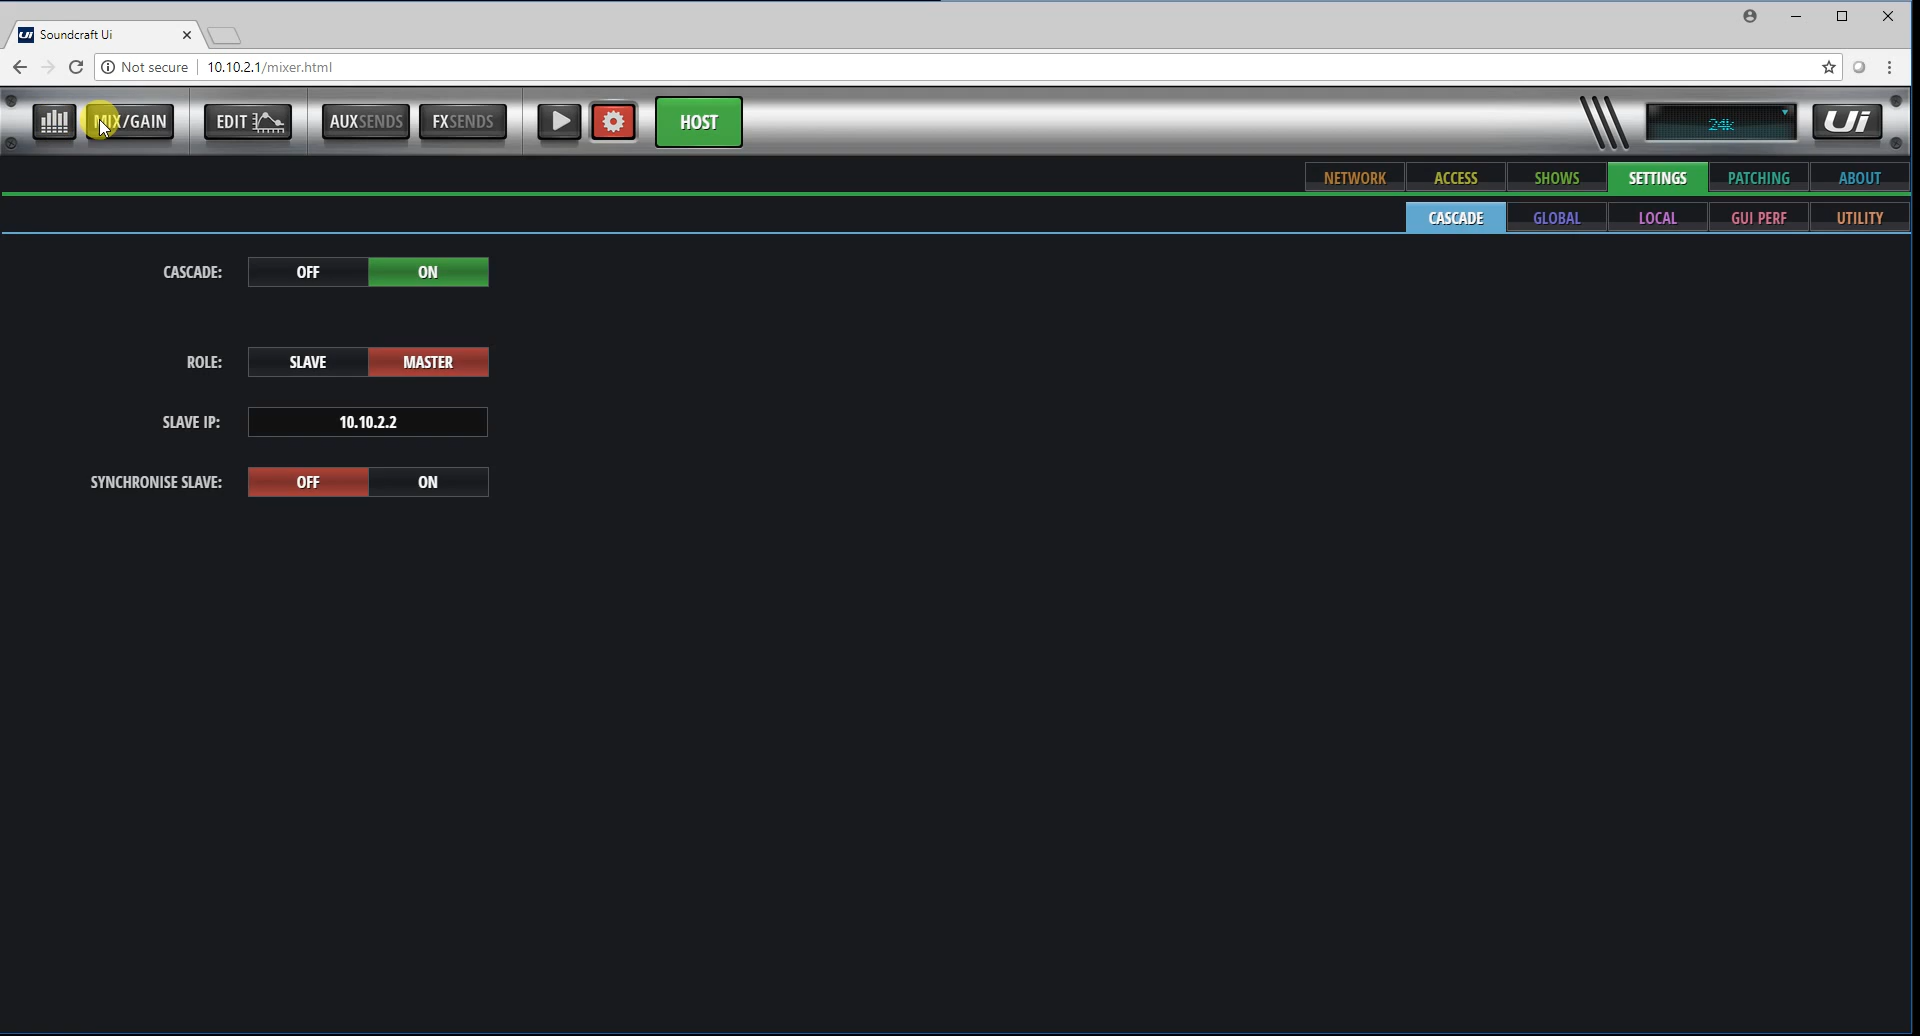 Soundcraft Ui
Not secure 10.10.2.1/mixer.html
MIX/GAIN EDIT AUXSENDS FXSENDS HOST 24k Ui
NETWORK ACCESS SHOWS SETTINGS PATCHING ABOUT
CASCADE GLOBAL LOCAL GUI PERF UTILITY
CASCADE: OFF ON
ROLE: SLAVE MASTER
SLAVE IP: 10.10.2.2
SYNCHRONISE SLAVE: OFF ON